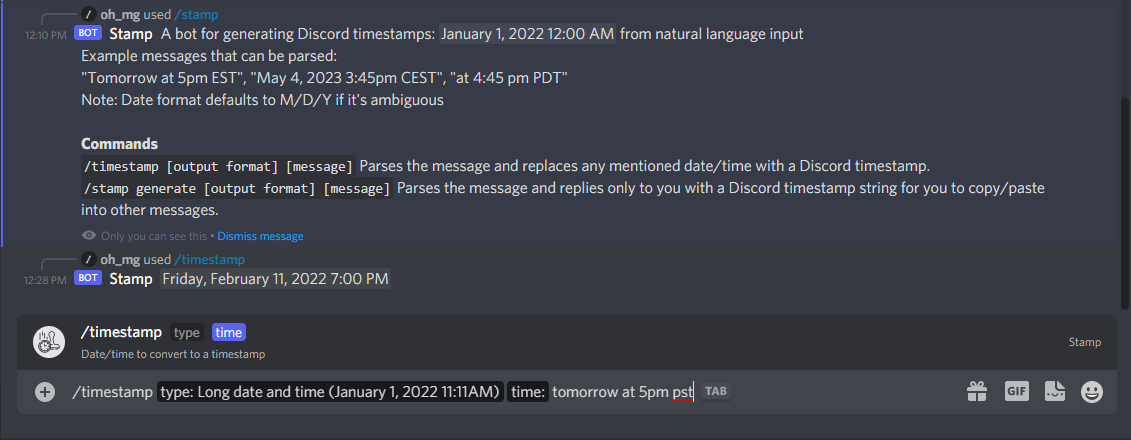 oh_mg used /stamp
12:10 PM BOT Stamp A bot for generating Discord timestamps: January 1, 2022 12:00 AM from natural language input
Example messages that can be parsed:
"Tomorrow at 5pm EST", "May 4, 2023 3:45pm CEST", "at 4:45 pm PDT"
Note: Date format defaults to M/D/Y if it's ambiguous
Commands
/timestamp [output format] [message] Parses the message and replaces any mentioned date/time with a Discord timestamp.
/stamp generate [output format] [message] Parses the message and replies only to you with a Discord timestamp string for you to copy/paste
into other messages.
Only you can see this • Dismiss message
oh_mg used /timestamp
12:28 PM BOT Stamp Friday, February 11, 2022 7:00 PM
/timestamp type time
Date/time to convert to a timestamp
Stamp
/timestamp type: Long date and time (January 1, 2022 11:11AM) time: tomorrow at 5pm pst TAB
GIF